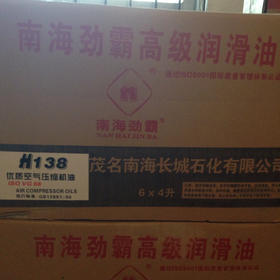 南海劲霸高级润滑油
通过ISO9001国际质量管理体系认证
南海劲霸
NAN HAI JIN BA
H138
优质空气压缩机油
ISO VG 68
AIR COMPRESSOR OILS
茂名南海长城石化有限公司
6×4升
南海劲霸高级润滑油